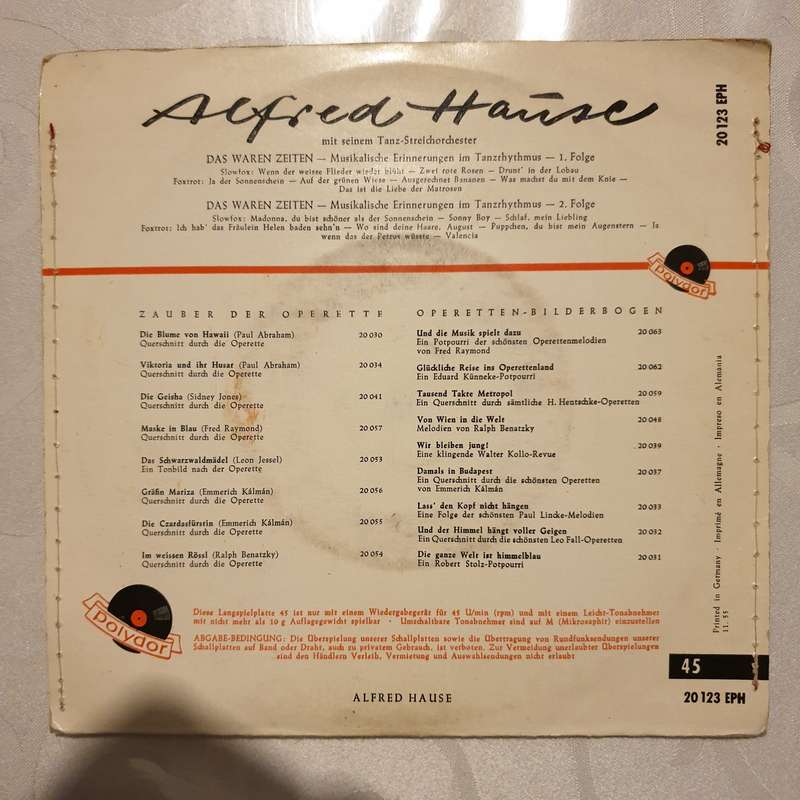 Alfred Hause
mit seinem Tanz-Streichorchester
DAS WAREN ZEITEN — Musikalische Erinnerungen im Tanzrhythmus — 1. Folge
Slowfox: Wenn der weisse Flieder wieder blüht — Zwei rote Rosen — Drunt' in der Lobau
Foxtrot: Ja der Sonnenschein — Auf der grünen Wiese — Ausgerechnet Bananen — Was machst du mit dem Knie —
Das ist die Liebe der Matrosen
DAS WAREN ZEITEN — Musikalische Erinnerungen im Tanzrhythmus — 2. Folge
Slowfox: Madonna, du bist schöner als der Sonnenschein — Sonny Boy — Schlaf, mein Liebling
Foxtrot: Ich hab' das Fräulein Helen baden sehn'n — Wo sind deine Haare, August — Puppchen, du bist mein Augenstern — Ja
wenn das der Petrus wüsste — Valencia
20 123 EPH
polydor
ZAUBER DER OPERETTE
Die Blume von Hawaii (Paul Abraham) 20 030
Querschnitt durch die Operette
Viktoria und ihr Husar (Paul Abraham) 20 034
Querschnitt durch die Operette
Die Geisha (Sidney Jones) 20 041
Querschnitt durch die Operette
Maske in Blau (Fred Raymond) 20 057
Querschnitt durch die Operette
Das Schwarzwaldmädel (Leon Jessel) 20 053
Ein Tonbild nach der Operette
Gräfin Mariza (Emmerich Kálmán) 20 056
Querschnitt durch die Operette
Die Czardasfürstin (Emmerich Kálmán) 20 055
Querschnitt durch die Operette
Im weissen Rössl (Ralph Benatzky) 20 054
Querschnitt durch die Operette
OPERETTEN-BILDERBOGEN
Und die Musik spielt dazu 20 063
Ein Potpourri der schönsten Operettenmelodien
von Fred Raymond
Glückliche Reise ins Operettenland 20 062
Ein Eduard Künneke-Potpourri
Tausend Takte Metropol 20 059
Ein Querschnitt durch sämtliche H. Hentschke-Operetten
Von Wien in die Welt 20 048
Melodien von Ralph Benatzky
Wir bleiben jung! 20 039
Eine klingende Walter Kollo-Revue
Damals in Budapest 20 037
Ein Querschnitt durch die schönsten Operetten
von Emmerich Kálmán
Lass' den Kopf nicht hängen 20 033
Eine Folge der schönsten Paul Lincke-Melodien
Und der Himmel hängt voller Geigen 20 032
Ein Querschnitt durch die schönsten Leo Fall-Operetten
Die ganze Welt ist himmelblau 20 031
Ein Robert Stolz-Potpourri
Printed in Germany · Imprimé en Allemagne · Impreso en Alemania
11. 55
polydor
Diese Langspielplatte 45 ist nur mit einem Wiedergabegerät für 45 U/min (rpm) und mit einem Leicht-Tonabnehmer
mit nicht mehr als 10 g Auflagegewicht spielbar · Umschaltbare Tonabnehmer sind auf M (Mikrosaphir) einzustellen
ABGABE-BEDINGUNG: Die Überspielung unserer Schallplatten sowie die Übertragung von Rundfunksendungen unserer
Schallplatten auf Band oder Draht, auch zu privatem Gebrauch, ist verboten. Zur Vermeidung unerlaubter Überspielungen
sind den Händlern Verleih, Vermietung und Auswahlsendungen nicht erlaubt
45
ALFRED HAUSE
20 123 EPH